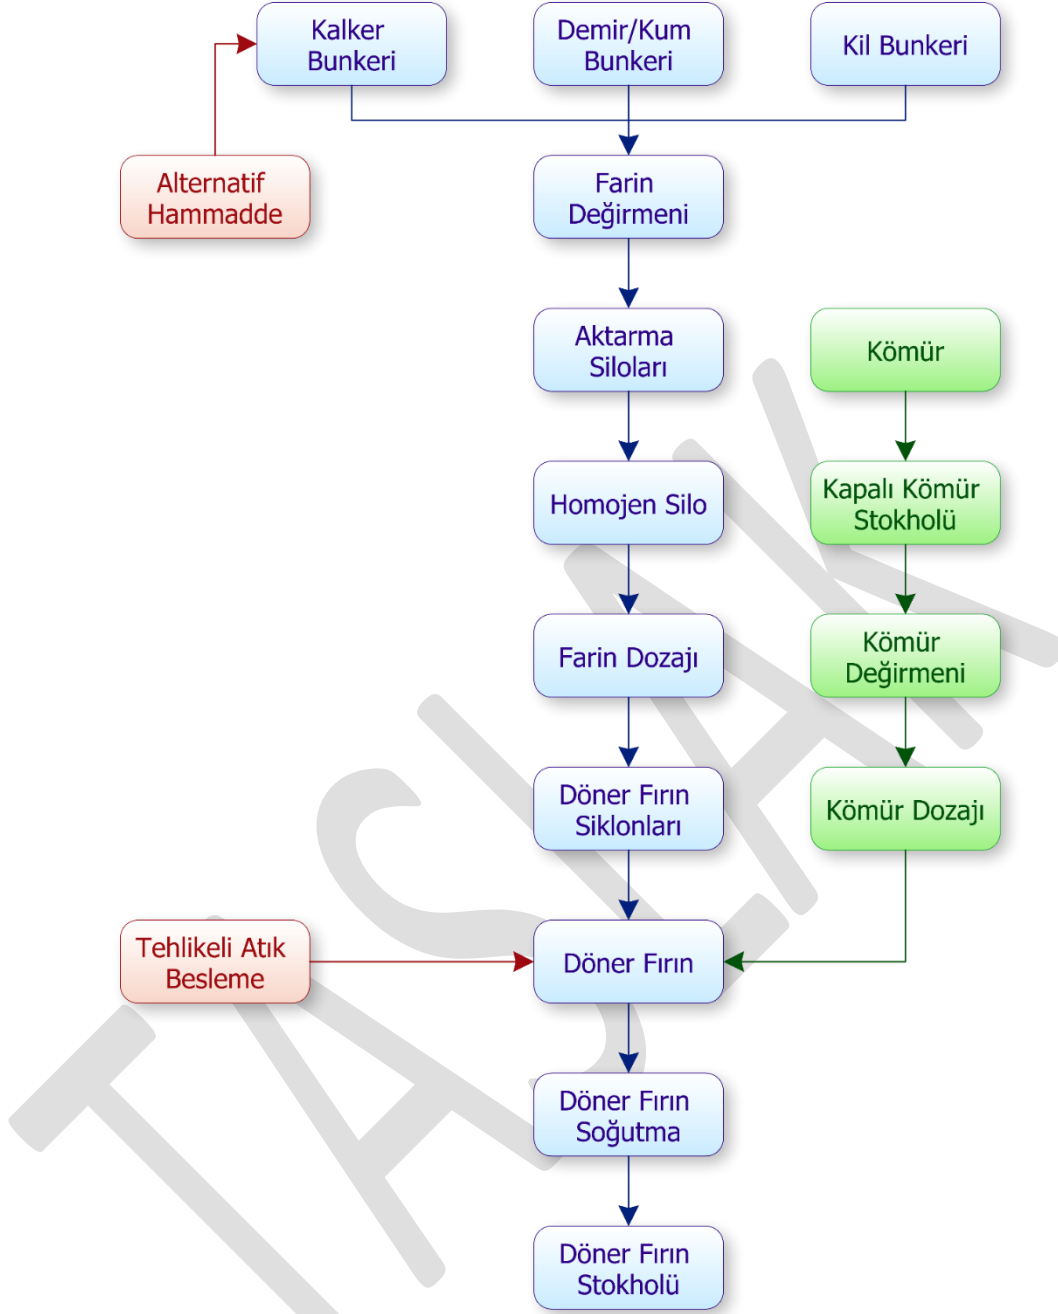 Kalker
Bunkeri
Demir/Kum
Bunkeri
Kil Bunkeri
Alternatif
Hammadde
Farin
Değirmeni
Aktarma
Siloları
Kömür
Homojen Silo
Kapalı Kömür
Stokholü
Farin Dozajı
Kömür
Değirmeni
Döner Fırın
Siklonları
Kömür Dozajı
Tehlikeli Atık
Besleme
Döner Fırın
Döner Fırın
Soğutma
Döner Fırın
Stokholü
TASLAK